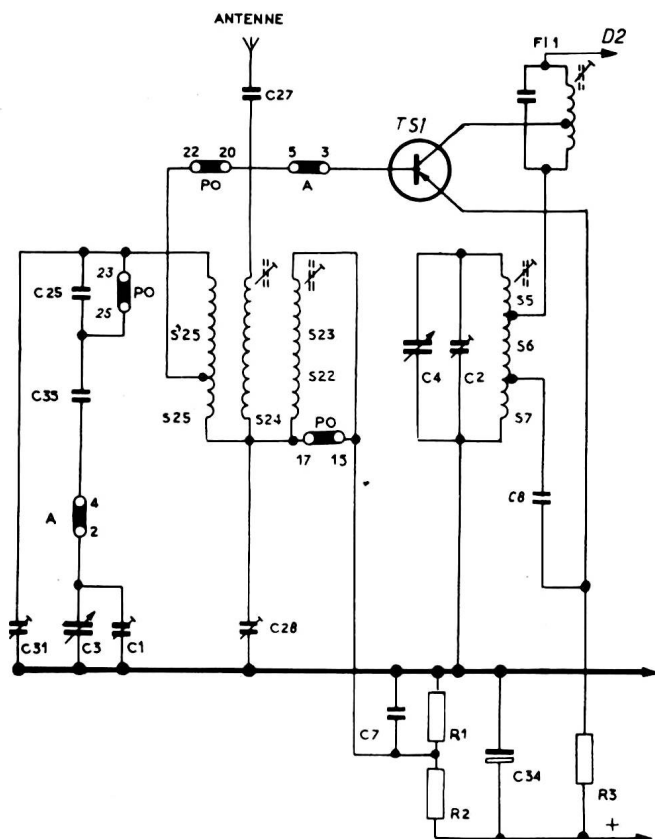 ANTENNE
D2
FI 1
C27
TS1
22 20
5 3
PO
A
23
PO
C25
25
S'25
S23
S5
C35
S22
C4
C2
S6
S25
S24
PO
S7
17 15
C8
4
A
2
C31
C3
C1
C28
C7
R1
C34
R3
R2
+